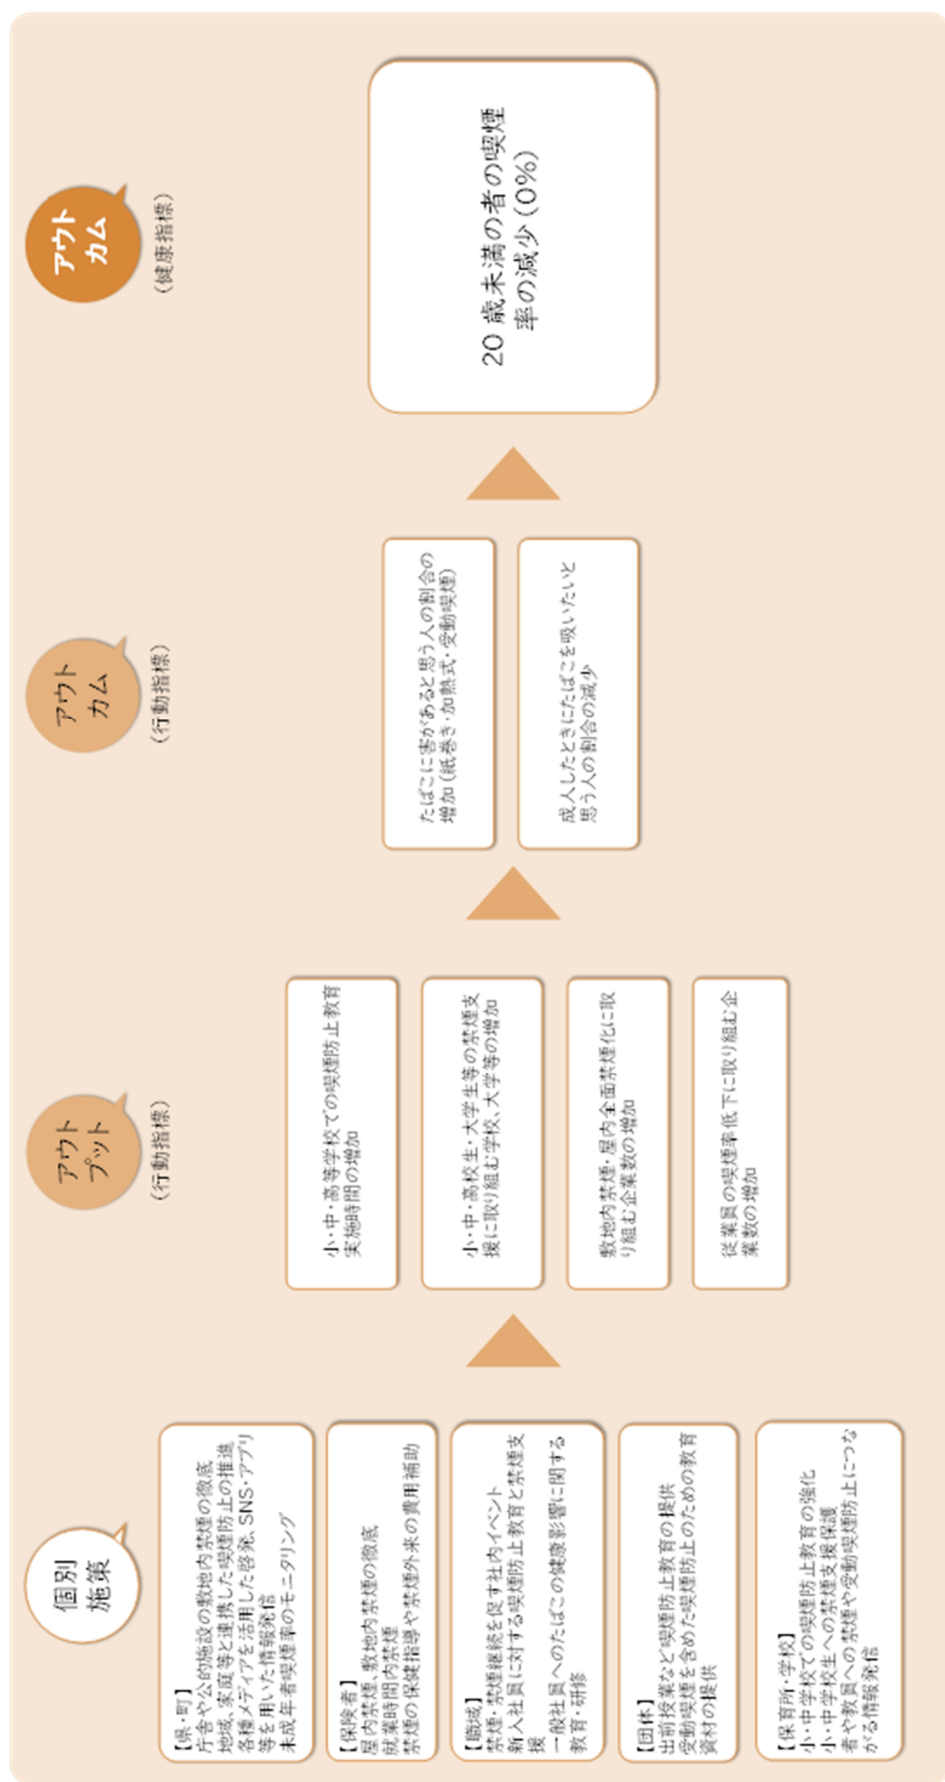 個別
施策
【県・町】
庁舎や公的施設の敷地内禁煙の徹底
地域、家庭等と連携した喫煙防止の推進
各種メディアを活用した啓発、SNS・アプリ
等を用いた情報発信
未成年者喫煙率のモニタリング
【保険者】
屋内禁煙、敷地内禁煙の徹底
就業時間内禁煙
禁煙の保健指導や禁煙外来の費用補助
【職域】
禁煙・禁煙継続を促す社内イベント
新入社員に対する喫煙防止教育と禁煙支
援
一般社員へのたばこの健康影響に関する
教育・研修
【団体】
出前授業など喫煙防止教育の提供
受動喫煙を含めた喫煙防止のための教育
資材の提供
【保育所・学校】
小・中学校での喫煙防止教育の強化
小・中学校生への禁煙支援保護
者や教員への禁煙や受動喫煙防止につな
がる情報発信
アウト
プット
(行動指標)
小・中・高等学校での喫煙防止教育
実施時間の増加
小・中・高校生・大学生等の禁煙支
援に取り組む学校、大学等の増加
敷地内禁煙・屋内全面禁煙化に取
り組む企業数の増加
従業員の喫煙率低下に取り組む企
業数の増加
アウト
カム
(行動指標)
たばこに害があると思う人の割合の
増加(紙巻き・加熱式・受動喫煙)
成人したときにたばこを吸いたいと
思う人の割合の減少
アウト
カム
(健康指標)
20 歳未満の者の喫煙
率の減少(0%)